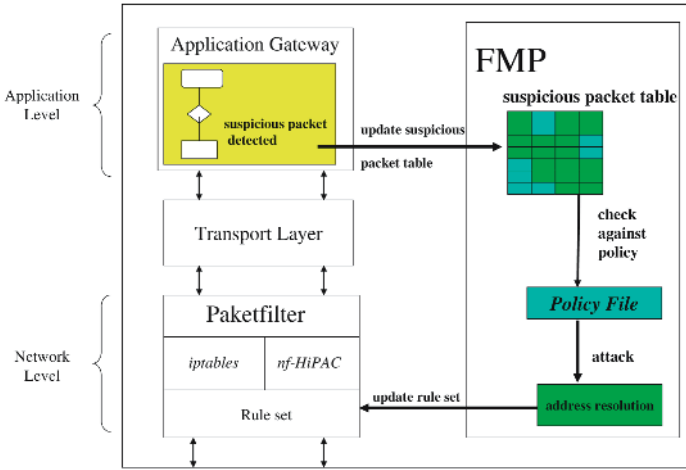 Application Gateway
FMP
suspicious packet table
Application
Level
suspicious packet
detected
update suspicious
packet table
check
against
policy
Transport Layer
Paketfilter
Policy File
iptables
nf-HiPAC
attack
Network
Level
Rule set
update rule set
address resolution